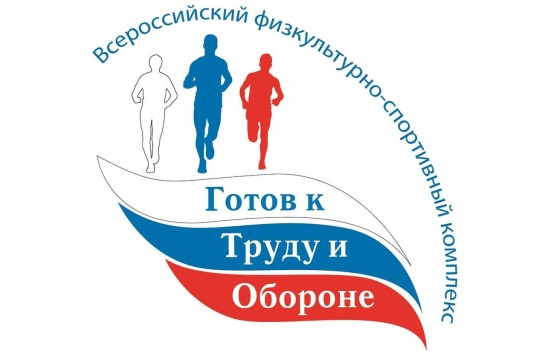 Всероссийский физкультурно-спортивный комплекс
Готов к
Труду и
Обороне